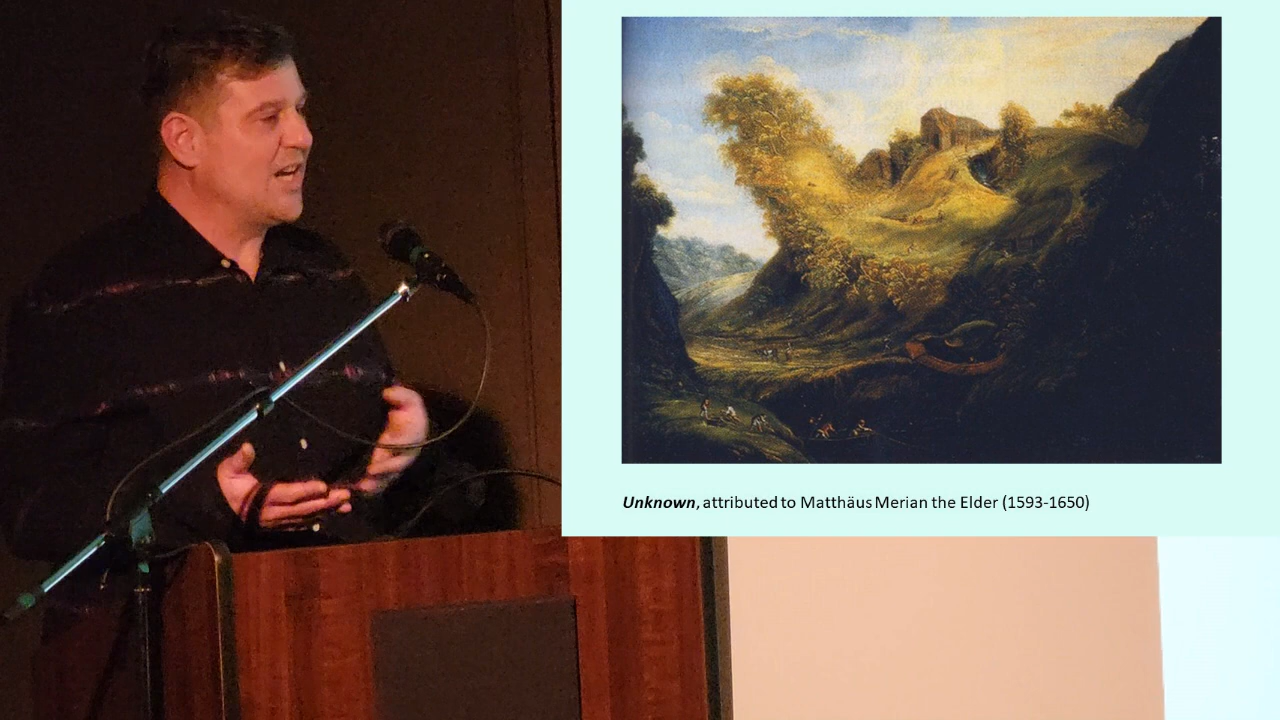 Unknown, attributed to Matthäus Merian the Elder (1593-1650)